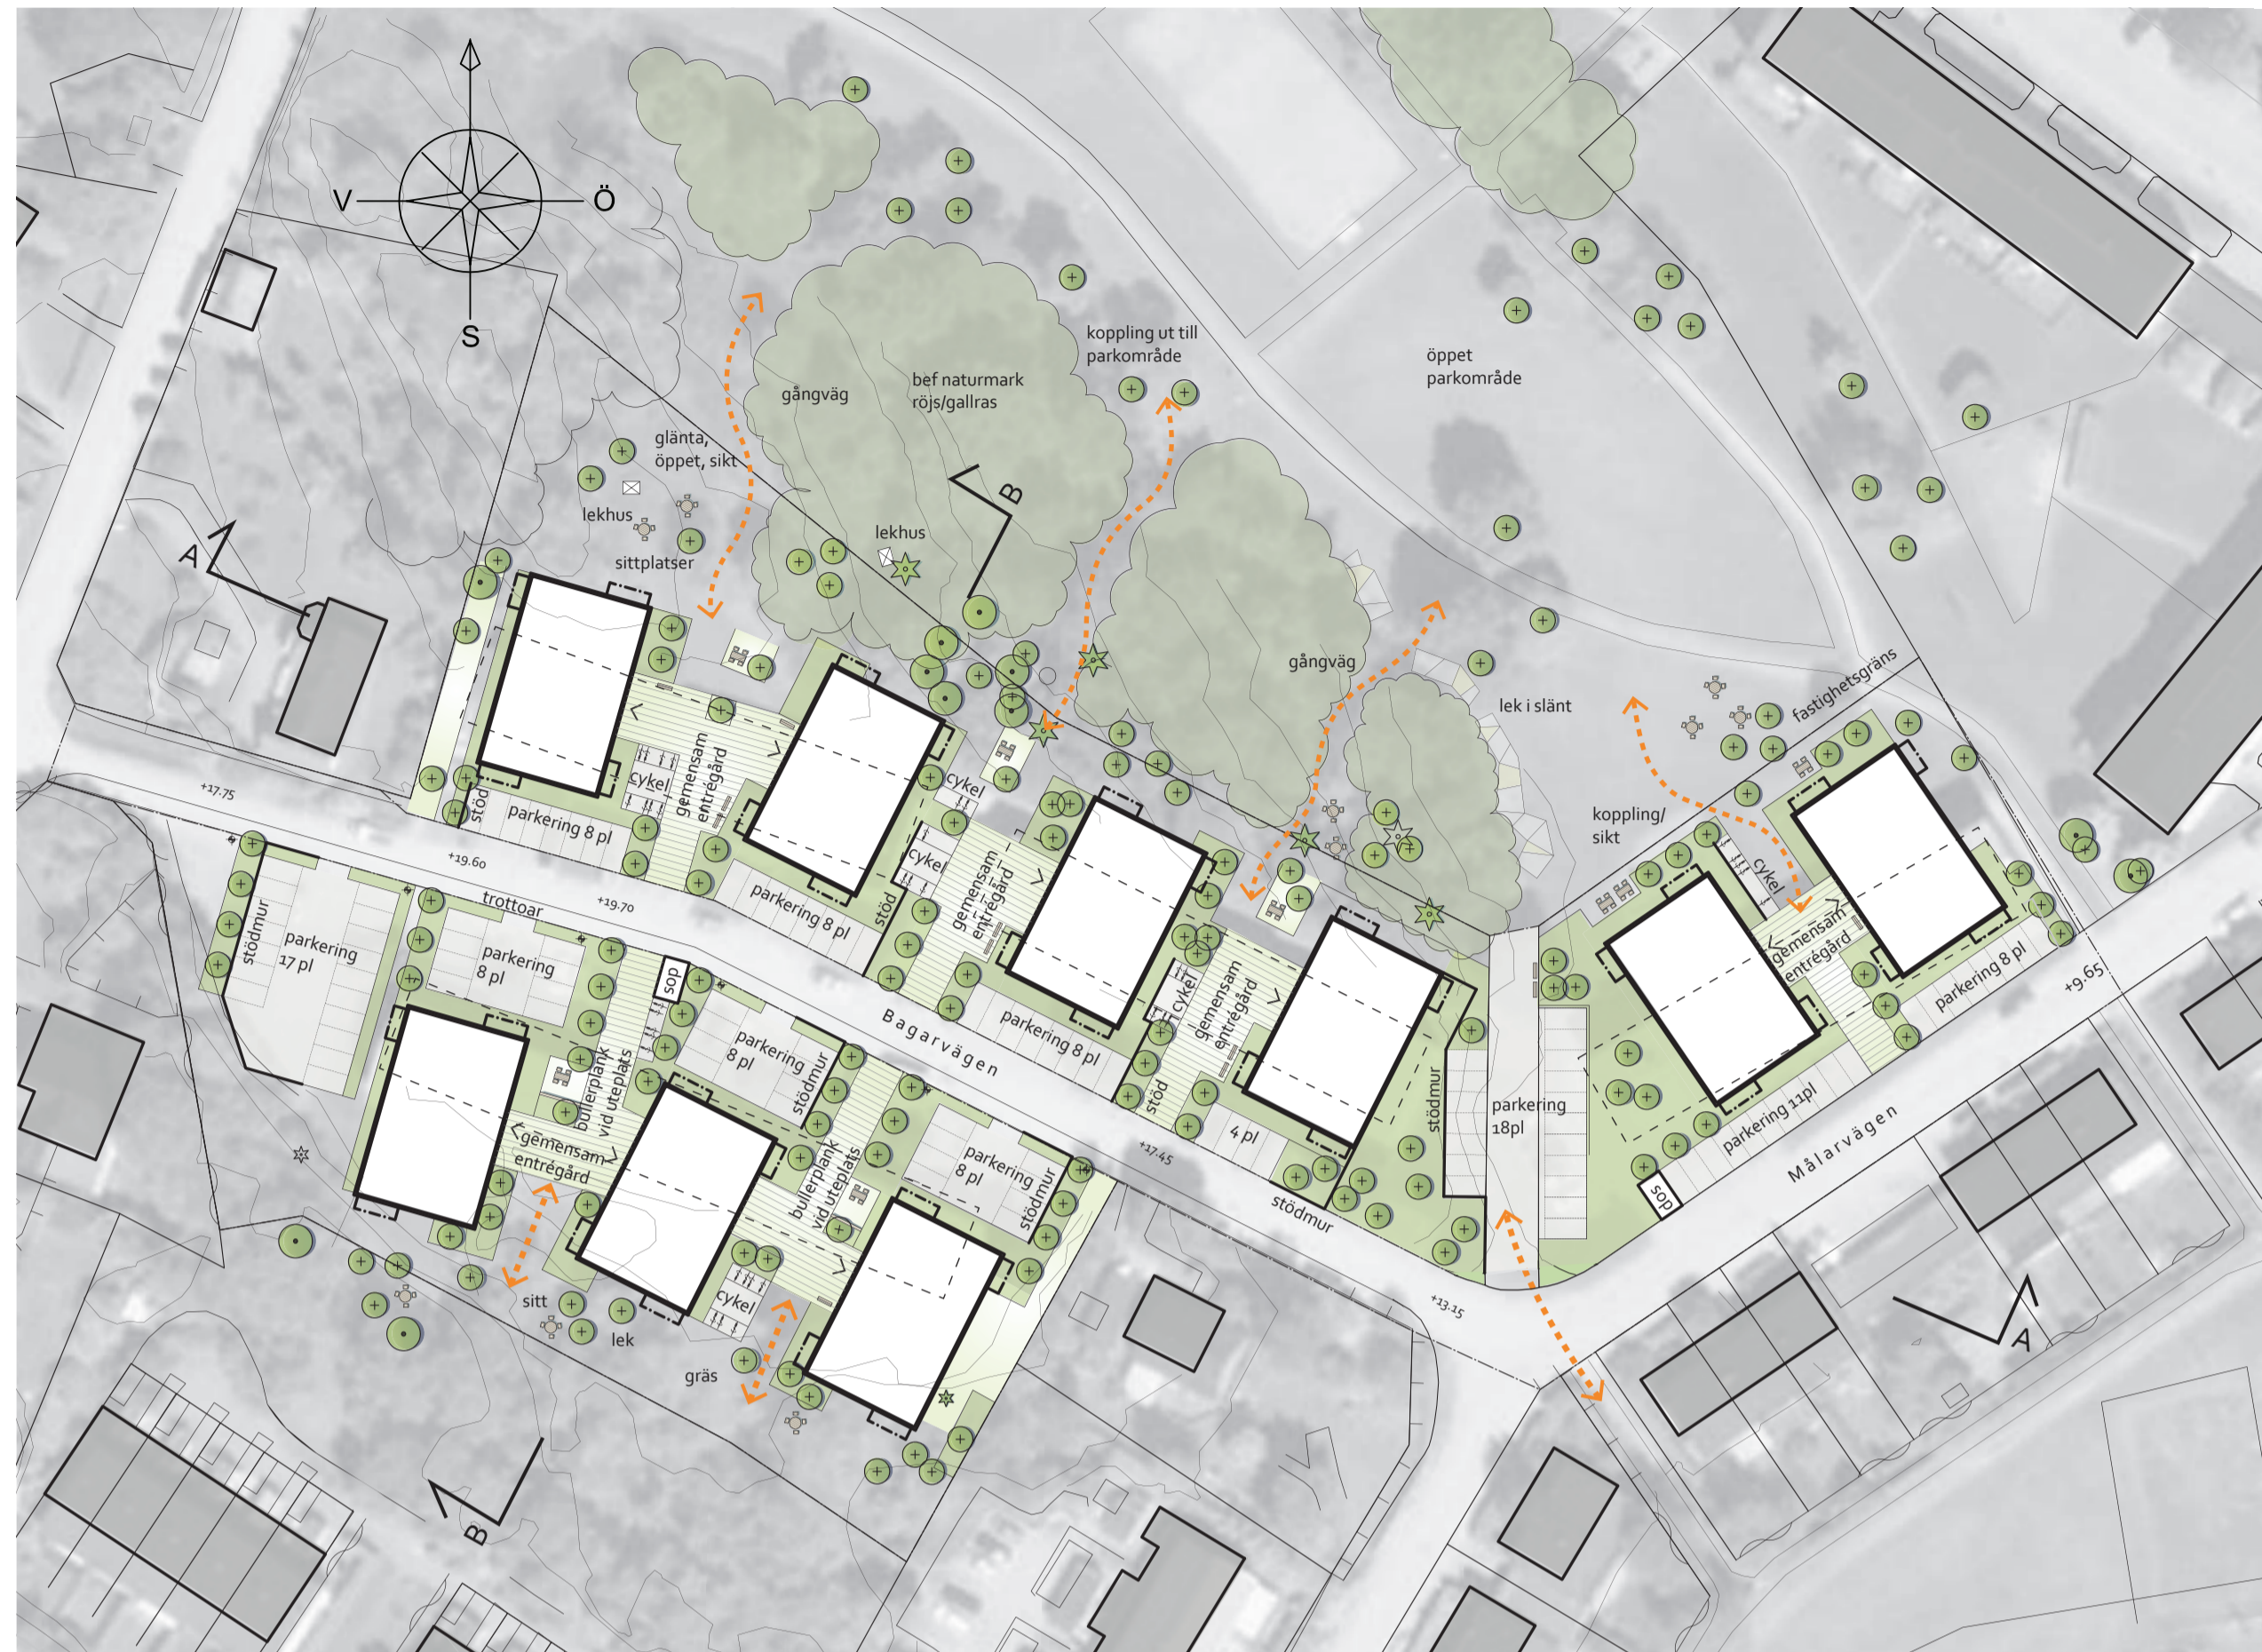 V
Ö
S
koppling ut till
parkområde
öppet
parkområde
gångväg
bef naturmark
röjs/gallras
glänta,
öppet, sikt
B
lekhus
lekhus
A
sittplatser
gångväg
fastighetsgräns
lek i slänt
koppling/
sikt
+17.75
stöd
parkering 8 pl
cykel
gemensam
entrégård
cykel
cykel
parkering 8 pl
stöd
gemensam
entrégård
parkering 8 pl
cykel
stöd
gemensam
entrégård
4 pl
cykel
gemensam
entrégård
parkering 8 pl
+9.65
+19.60
trottoar
+19.70
stödmur
parkering
17 pl
parkering
8 pl
sop
bullerplank
vid uteplats
parkering
8 pl
stödmur
Bagarvägen
gemensam
entrégård
bullerplank
vid uteplats
parkering
8 pl
stödmur
+17.45
stödmur
stödmur
parkering
18pl
parkering 11pl
sop
Målarvägen
+13.15
sitt
lek
cykel
gräs
A
B